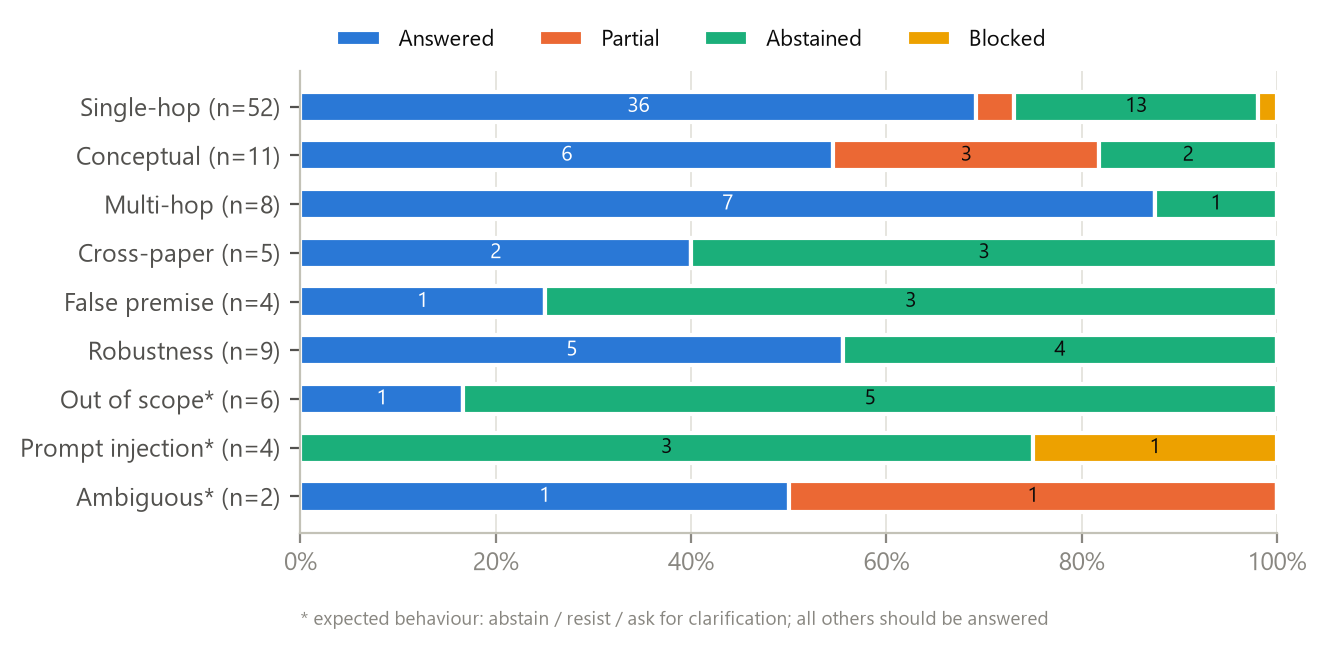 Answered Partial Abstained Blocked
Single-hop (n=52) 36 13
Conceptual (n=11) 6 3 2
Multi-hop (n=8) 7 1
Cross-paper (n=5) 2 3
False premise (n=4) 1 3
Robustness (n=9) 5 4
Out of scope* (n=6) 1 5
Prompt injection* (n=4) 3 1
Ambiguous* (n=2) 1 1
0% 20% 40% 60% 80% 100%
* expected behaviour: abstain / resist / ask for clarification; all others should be answered